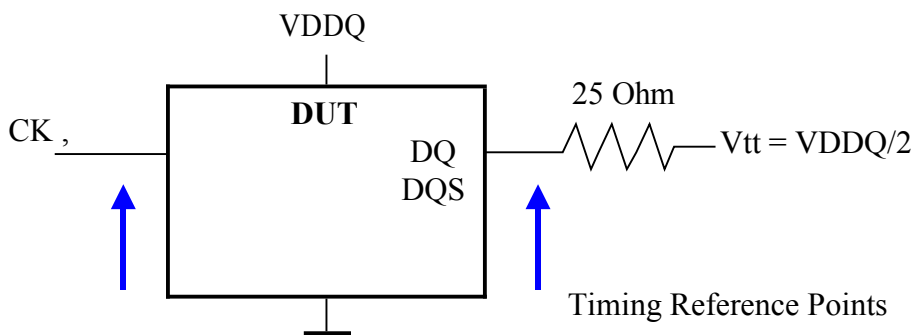 VDDQ
CK ,
DUT
25 Ohm
DQ
DQS
Vtt = VDDQ/2
Timing Reference Points